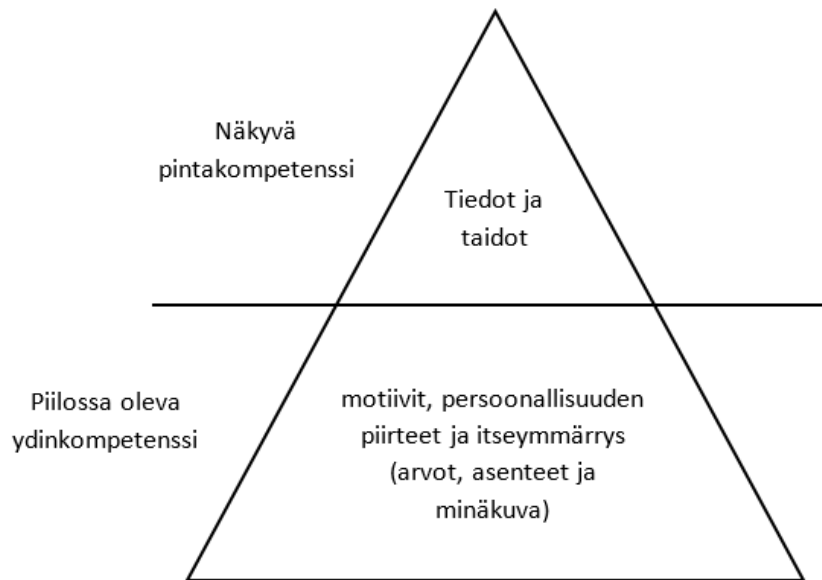 Näkyvä
pintakompetenssi
Tiedot ja
taidot
Piilossa oleva
ydinkompetenssi
motiivit, persoonallisuuden
piirteet ja itseymmärrys
(arvot, asenteet ja
minäkuva)